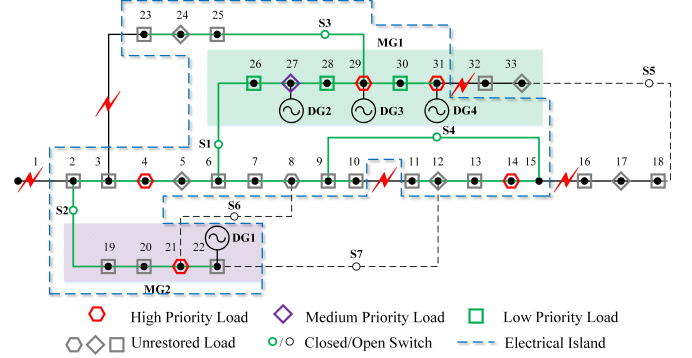 23 24 25 S3
MG1
26 27 28 29 30 31 32 33
S5
DG2 DG3 DG4
S1 S4
1 2 3 4 5 6 7 8 9 10 11 12 13 14 15 16 17 18
S2 S6
DG1
19 20 21 22
S7
MG2
High Priority Load Medium Priority Load Low Priority Load
Unrestored Load / Closed/Open Switch Electrical Island